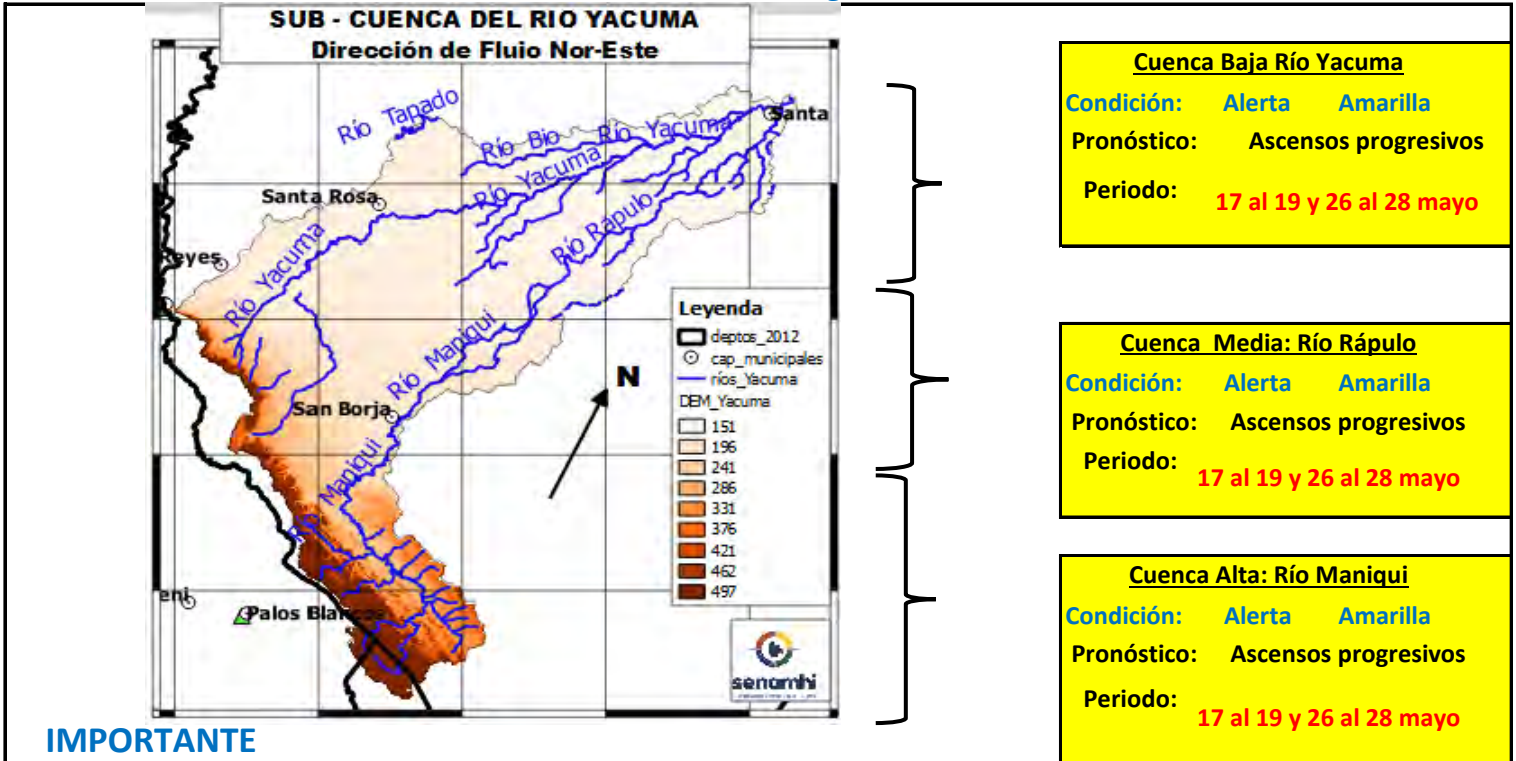 SUB - CUENCA DEL RIO YACUMA
Dirección de Flujo Nor-Este
Río Tapado
Río Bio
Río Yacuma
Santa
Río Yacuma
Santa Rosa
Río Rápulo
Reyes
Río Yacuma
Río Maniqui
San Borja
Río Maniqui
Río Maniqui
eni
Palos Blancos
N
Leyenda
deptos_2012
cap_municipales
ríos_Yacuma
DEM_Yacuma
151
196
241
286
331
376
421
462
497
senamhi
IMPORTANTE
Cuenca Baja Río Yacuma
Condición: Alerta Amarilla
Pronóstico: Ascensos progresivos
Periodo: 17 al 19 y 26 al 28 mayo
Cuenca Media: Río Rápulo
Condición: Alerta Amarilla
Pronóstico: Ascensos progresivos
Periodo: 17 al 19 y 26 al 28 mayo
Cuenca Alta: Río Maniqui
Condición: Alerta Amarilla
Pronóstico: Ascensos progresivos
Periodo: 17 al 19 y 26 al 28 mayo